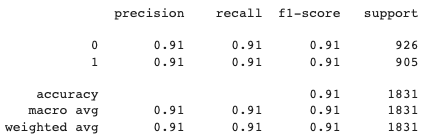 precision recall f1-score support
0 0.91 0.91 0.91 926
1 0.91 0.91 0.91 905
accuracy 0.91 1831
macro avg 0.91 0.91 0.91 1831
weighted avg 0.91 0.91 0.91 1831